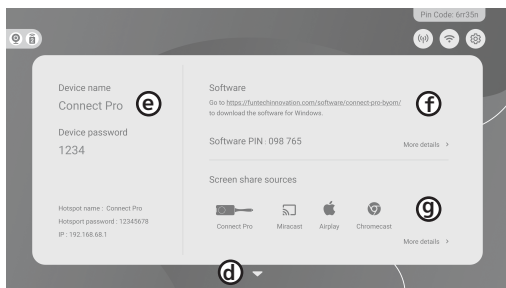 Pin Code: 6rr35n
Device name
Connect Pro
e
Device password
1234
Hotspot name : Connect Pro
Hotsport password : 12345678
IP : 192.168.68.1
Software
Go to https://funtechinnovation.com/software/connect-pro-byom/
to download the software for Windows.
f
Software PIN : 098 765
More details >
Screen share sources
g
Connect Pro
Miracast
Airplay
Chromecast
More details >
d